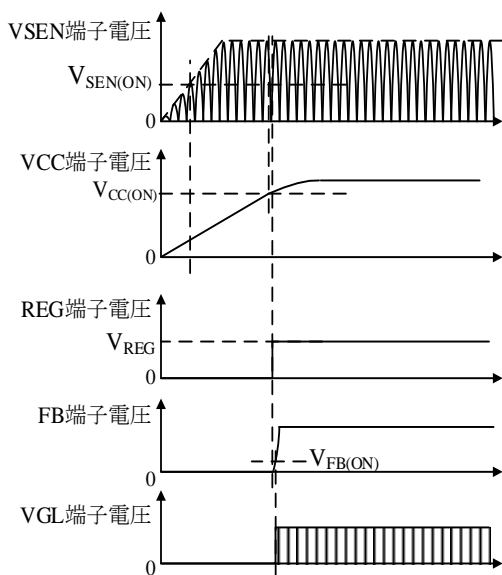 VSEN端子電圧
VSEN(ON)
0
VCC端子電圧
VCC(ON)
0
REG端子電圧
VREG
0
FB端子電圧
VFB(ON)
0
VGL端子電圧
0